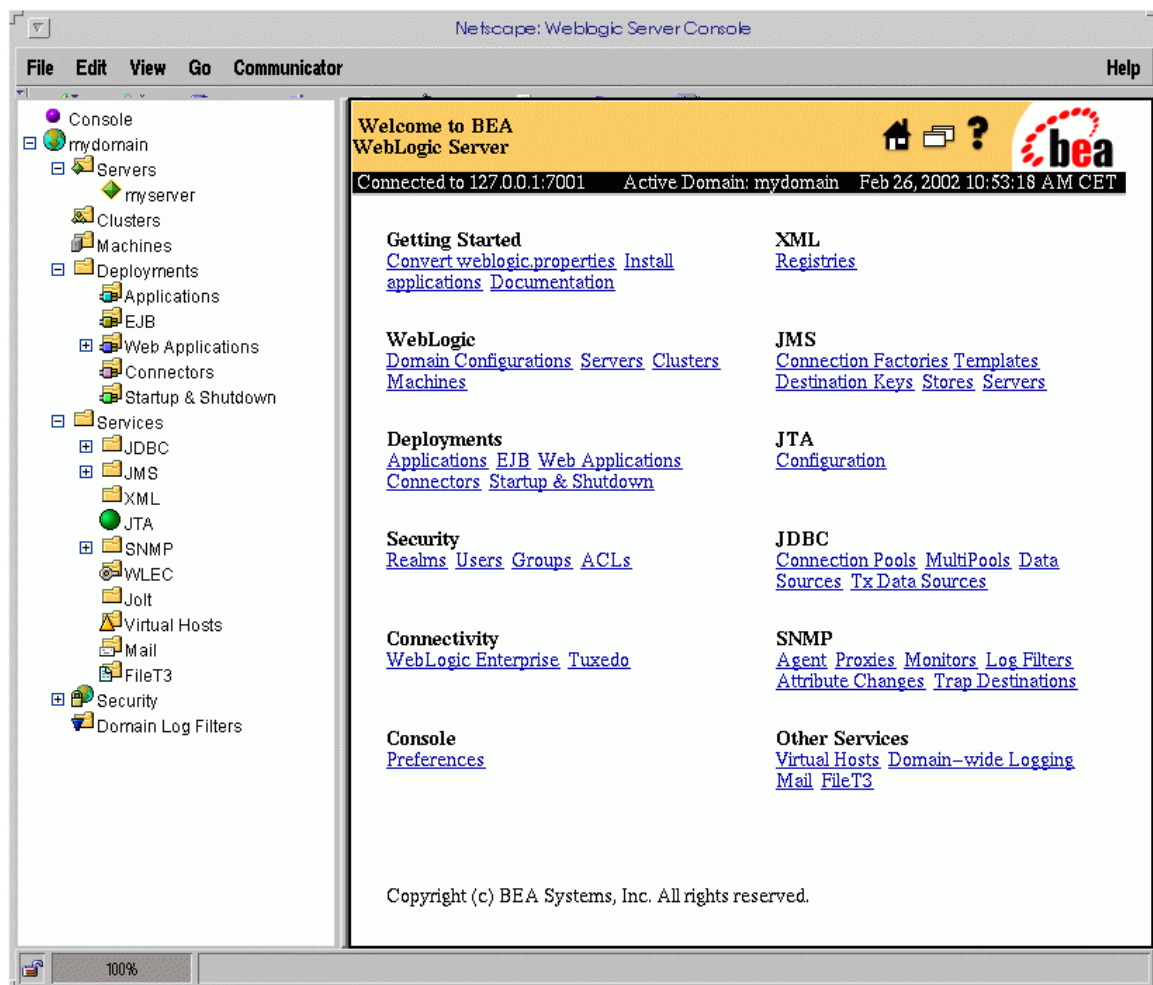 Netscape: Weblogic Server Console
File Edit View Go Communicator Help
Console
mydomain
Servers
myserver
Clusters
Machines
Deployments
Applications
EJB
Web Applications
Connectors
Startup & Shutdown
Services
JDBC
JMS
XML
JTA
SNMP
WLEC
Jolt
Virtual Hosts
Mail
FileT3
Security
Domain Log Filters
Welcome to BEA
WebLogic Server
bea
Connected to 127.0.0.1:7001 Active Domain: mydomain Feb 26, 2002 10:53:18 AM CET
Getting Started
Convert weblogic.properties Install
applications Documentation
XML
Registries
WebLogic
Domain Configurations Servers Clusters
Machines
JMS
Connection Factories Templates
Destination Keys Stores Servers
Deployments
Applications EJB Web Applications
Connectors Startup & Shutdown
JTA
Configuration
Security
Realms Users Groups ACLs
JDBC
Connection Pools MultiPools Data
Sources Tx Data Sources
Connectivity
WebLogic Enterprise Tuxedo
SNMP
Agent Proxies Monitors Log Filters
Attribute Changes Trap Destinations
Console
Preferences
Other Services
Virtual Hosts Domain-wide Logging
Mail FileT3
Copyright (c) BEA Systems, Inc. All rights reserved.
100%